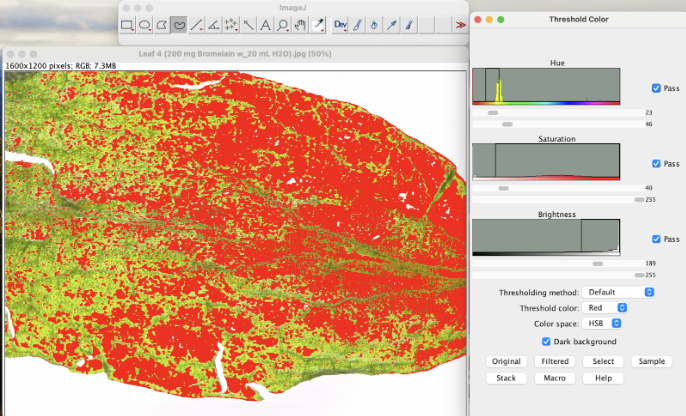 ImageJ
Dev
Leaf 4 (200 mg Bromelain w_20 mL H2O).jpg (50%)
1600x1200 pixels; RGB; 7.3MB
Threshold Color
Hue
Pass
23
46
Saturation
Pass
40
255
Brightness
Pass
189
255
Thresholding method: Default
Threshold color: Red
Color space: HSB
Dark background
Original Filtered Select Sample
Stack Macro Help